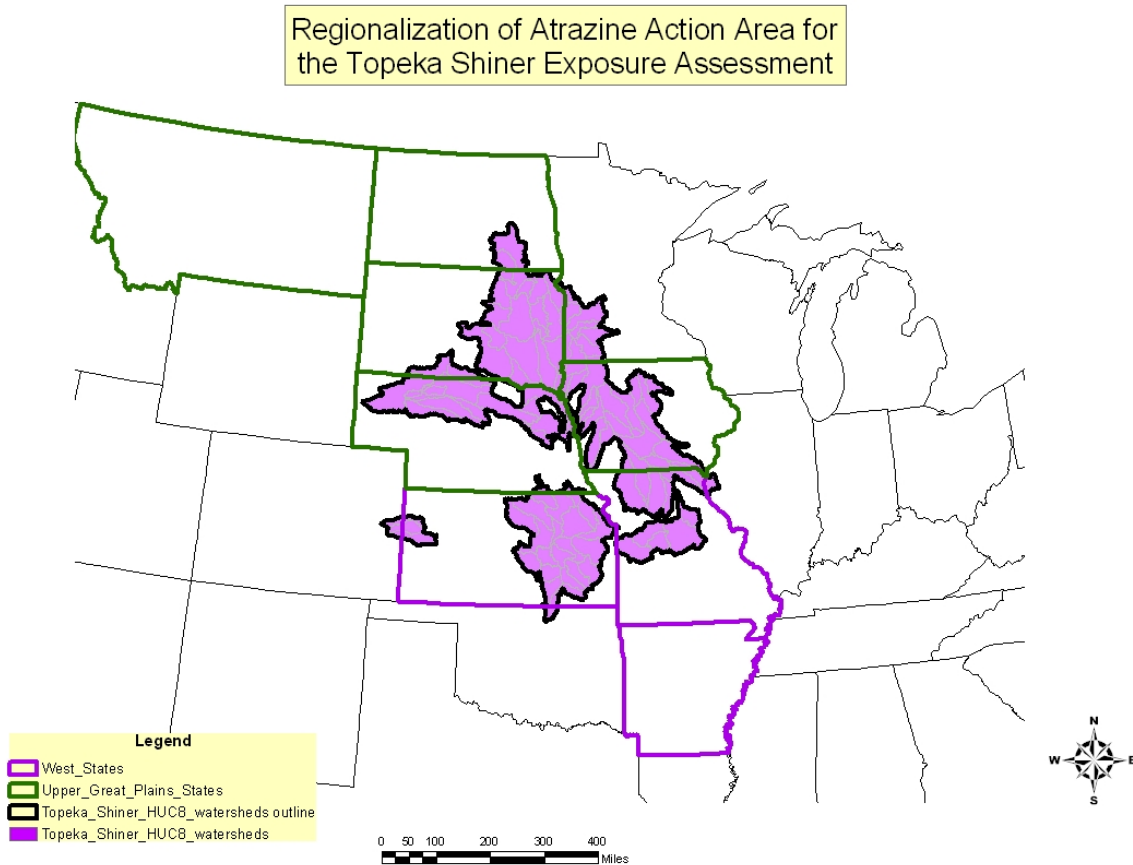 Regionalization of Atrazine Action Area for
the Topeka Shiner Exposure Assessment
Legend
West_States
Upper_Great_Plains_States
Topeka_Shiner_HUC8_watersheds outline
Topeka_Shiner_HUC8_watersheds
0 50 100 200 300 400
Miles
N
W E
S